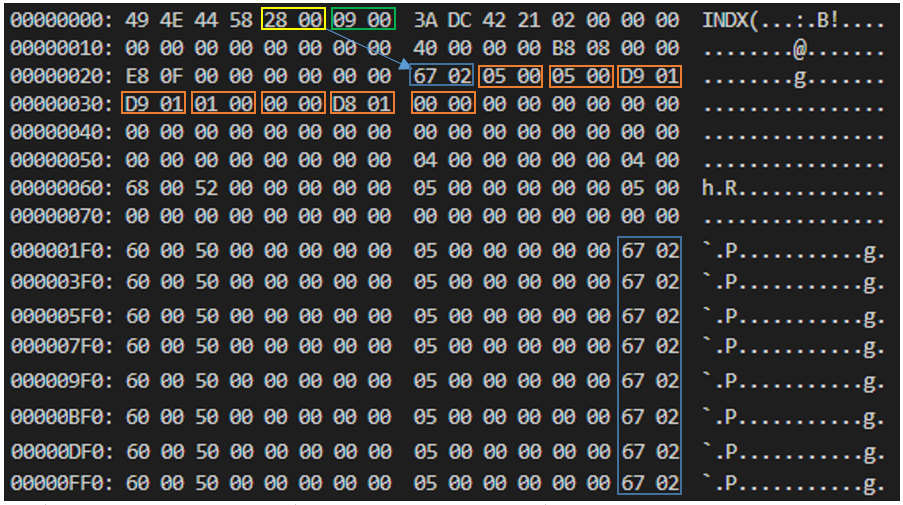 00000000: 49 4E 44 58 28 00 09 00 3A DC 42 21 02 00 00 00 INDX(...:.B!....
00000010: 00 00 00 00 00 00 00 00 40 00 00 00 B8 08 00 00 ........@.......
00000020: E8 0F 00 00 00 00 00 00 67 02 05 00 05 00 D9 01 ........g.......
00000030: D9 01 01 00 00 00 D8 01 00 00 00 00 00 00 00 00 ................
00000040: 00 00 00 00 00 00 00 00 00 00 00 00 00 00 00 00 ................
00000050: 00 00 00 00 00 00 00 00 04 00 00 00 00 00 04 00 ................
00000060: 68 00 52 00 00 00 00 00 05 00 00 00 00 00 05 00 h.R.............
00000070: 00 00 00 00 00 00 00 00 00 00 00 00 00 00 00 00 ................
000001F0: 60 00 50 00 00 00 00 00 05 00 00 00 00 00 67 02 `.P...........g.
000003F0: 60 00 50 00 00 00 00 00 05 00 00 00 00 00 67 02 `.P...........g.
000005F0: 60 00 50 00 00 00 00 00 05 00 00 00 00 00 67 02 `.P...........g.
000007F0: 60 00 50 00 00 00 00 00 05 00 00 00 00 00 67 02 `.P...........g.
000009F0: 60 00 50 00 00 00 00 00 05 00 00 00 00 00 67 02 `.P...........g.
00000BF0: 60 00 50 00 00 00 00 00 05 00 00 00 00 00 67 02 `.P...........g.
00000DF0: 60 00 50 00 00 00 00 00 05 00 00 00 00 00 67 02 `.P...........g.
00000FF0: 60 00 50 00 00 00 00 00 05 00 00 00 00 00 67 02 `.P...........g.